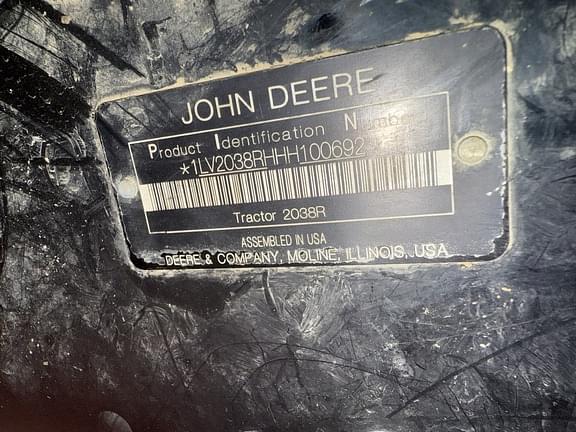 JOHN DEERE
Product Identification Number
*1LV2038RHHH100692
Tractor 2038R
ASSEMBLED IN USA
DEERE & COMPANY, MOLINE, ILLINOIS, USA